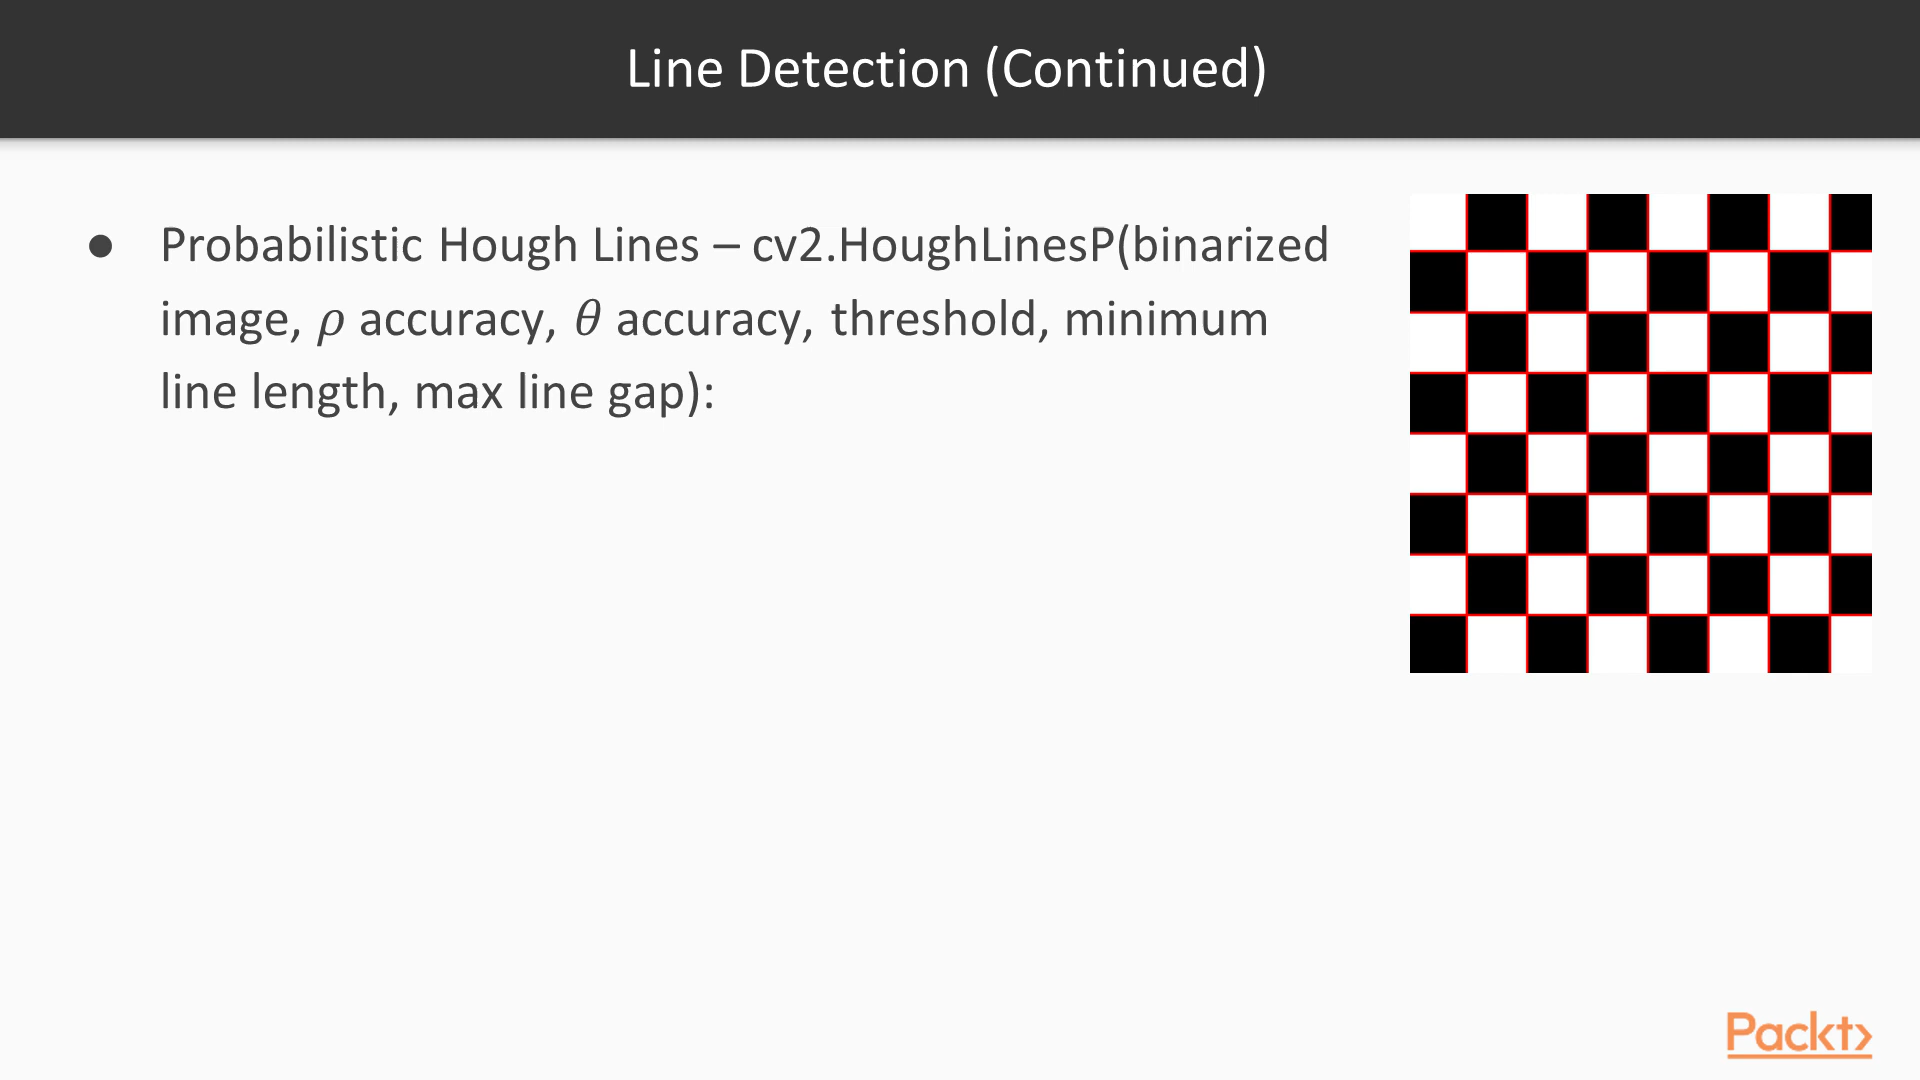 Line Detection (Continued)
● Probabilistic Hough Lines – cv2.HoughLinesP(binarized
image, ρ accuracy, θ accuracy, threshold, minimum
line length, max line gap):
Packt>